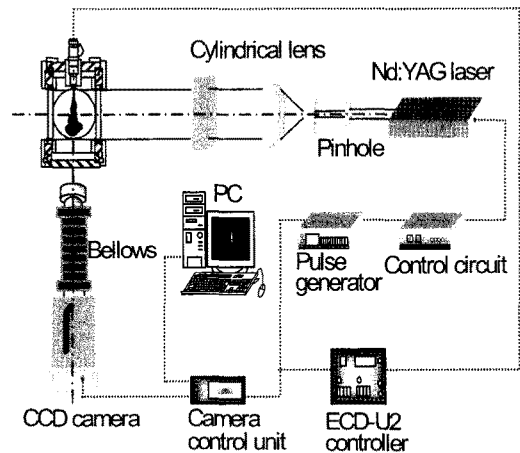 Cylindrical lens
Nd:YAG laser
Pinhole
PC
Bellows
Pulse
generator
Control circuit
CCD camera
Camera
control unit
ECD-U2
controller